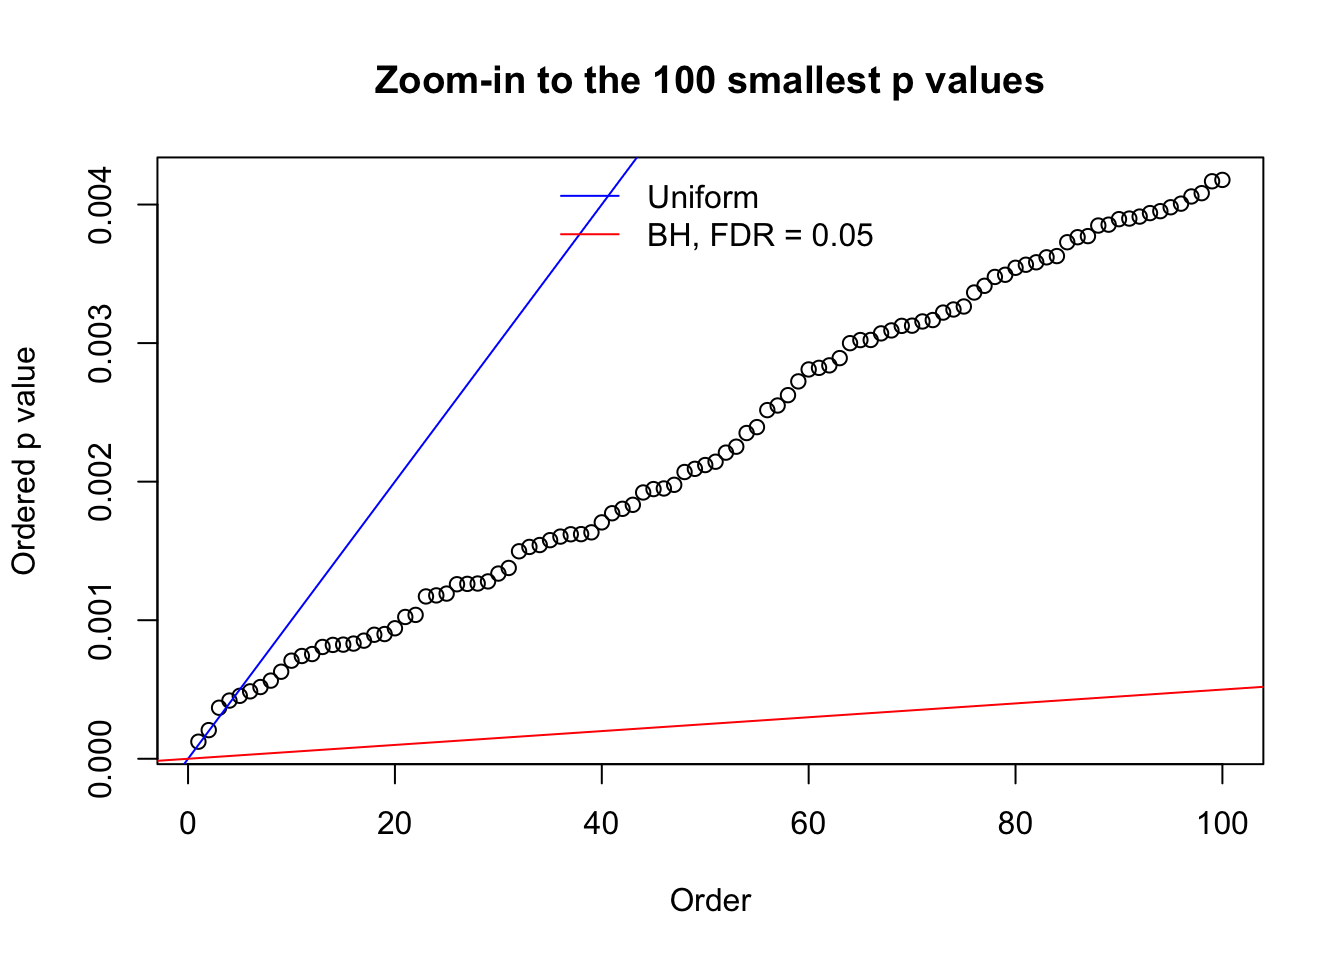 Zoom-in to the 100 smallest p values
Uniform
BH, FDR = 0.05
Ordered p value
0.004
0.003
0.002
0.001
0.000
0 20 40 60 80 100
Order